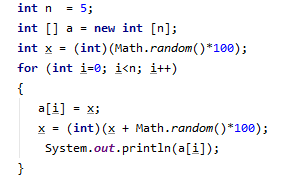 int n  = 5;
int [] a = new int [n];
int x = (int)(Math.random()*100);
for (int i=0; i<n; i++)
{
   a[i] = x;
   x = (int)(x + Math.random()*100);
    System.out.println(a[i]);
}